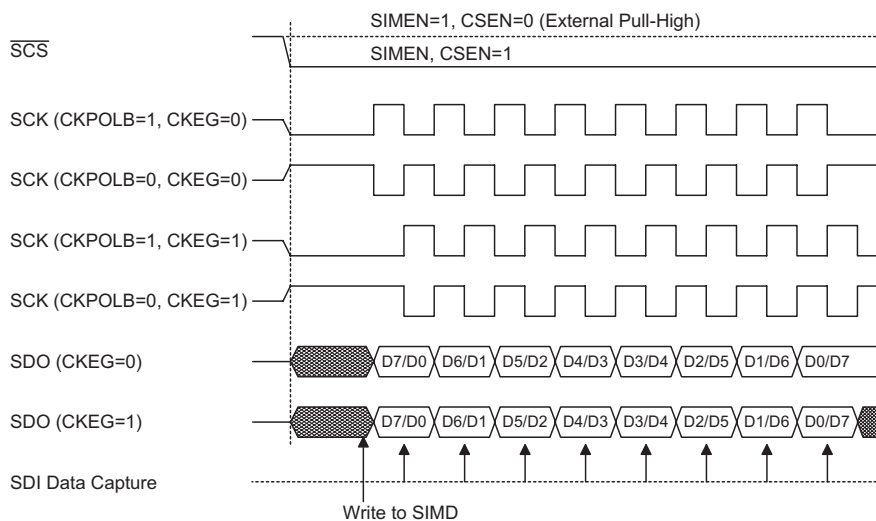 SIMEN=1, CSEN=0 (External Pull-High)
SCS
SIMEN, CSEN=1
SCK (CKPOLB=1, CKEG=0)
SCK (CKPOLB=0, CKEG=0)
SCK (CKPOLB=1, CKEG=1)
SCK (CKPOLB=0, CKEG=1)
SDO (CKEG=0) D7/D0 D6/D1 D5/D2 D4/D3 D3/D4 D2/D5 D1/D6 D0/D7
SDO (CKEG=1) D7/D0 D6/D1 D5/D2 D4/D3 D3/D4 D2/D5 D1/D6 D0/D7
SDI Data Capture
Write to SIMD